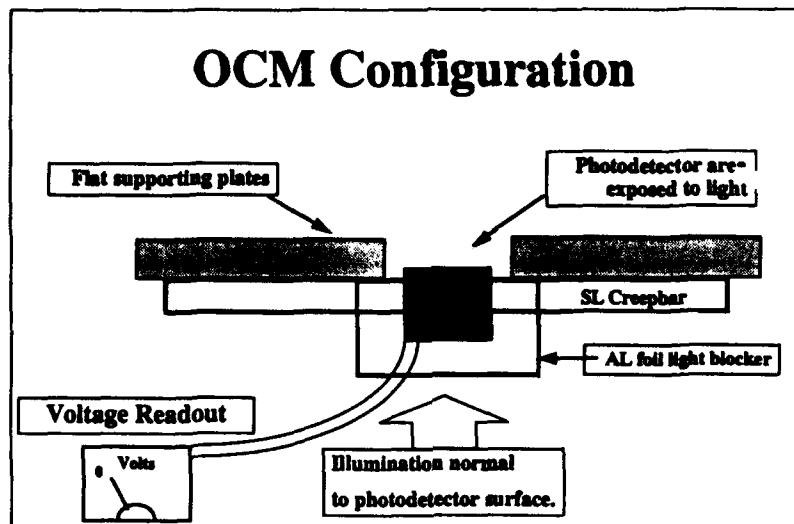 OCM Configuration
Flat supporting plates
Photodetector are-
exposed to light
SL Creepbar
AL foil light blocker
Voltage Readout
0 Volts
Illumination normal
to photodetector surface.